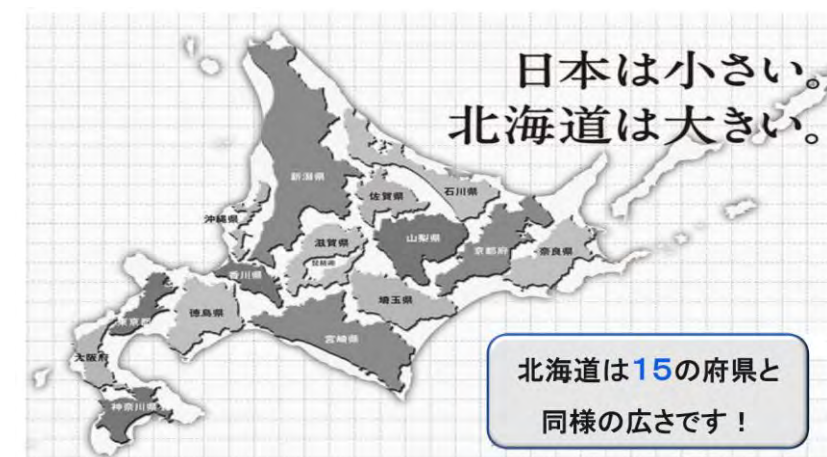 日本は小さい。
北海道は大きい。
新潟県
佐賀県
石川県
沖縄県
滋賀県
琵琶湖
山梨県
京都府
奈良県
香川県
徳島県
埼玉県
東京都
宮崎県
大阪府
神奈川県
北海道は15の府県と
同様の広さです！